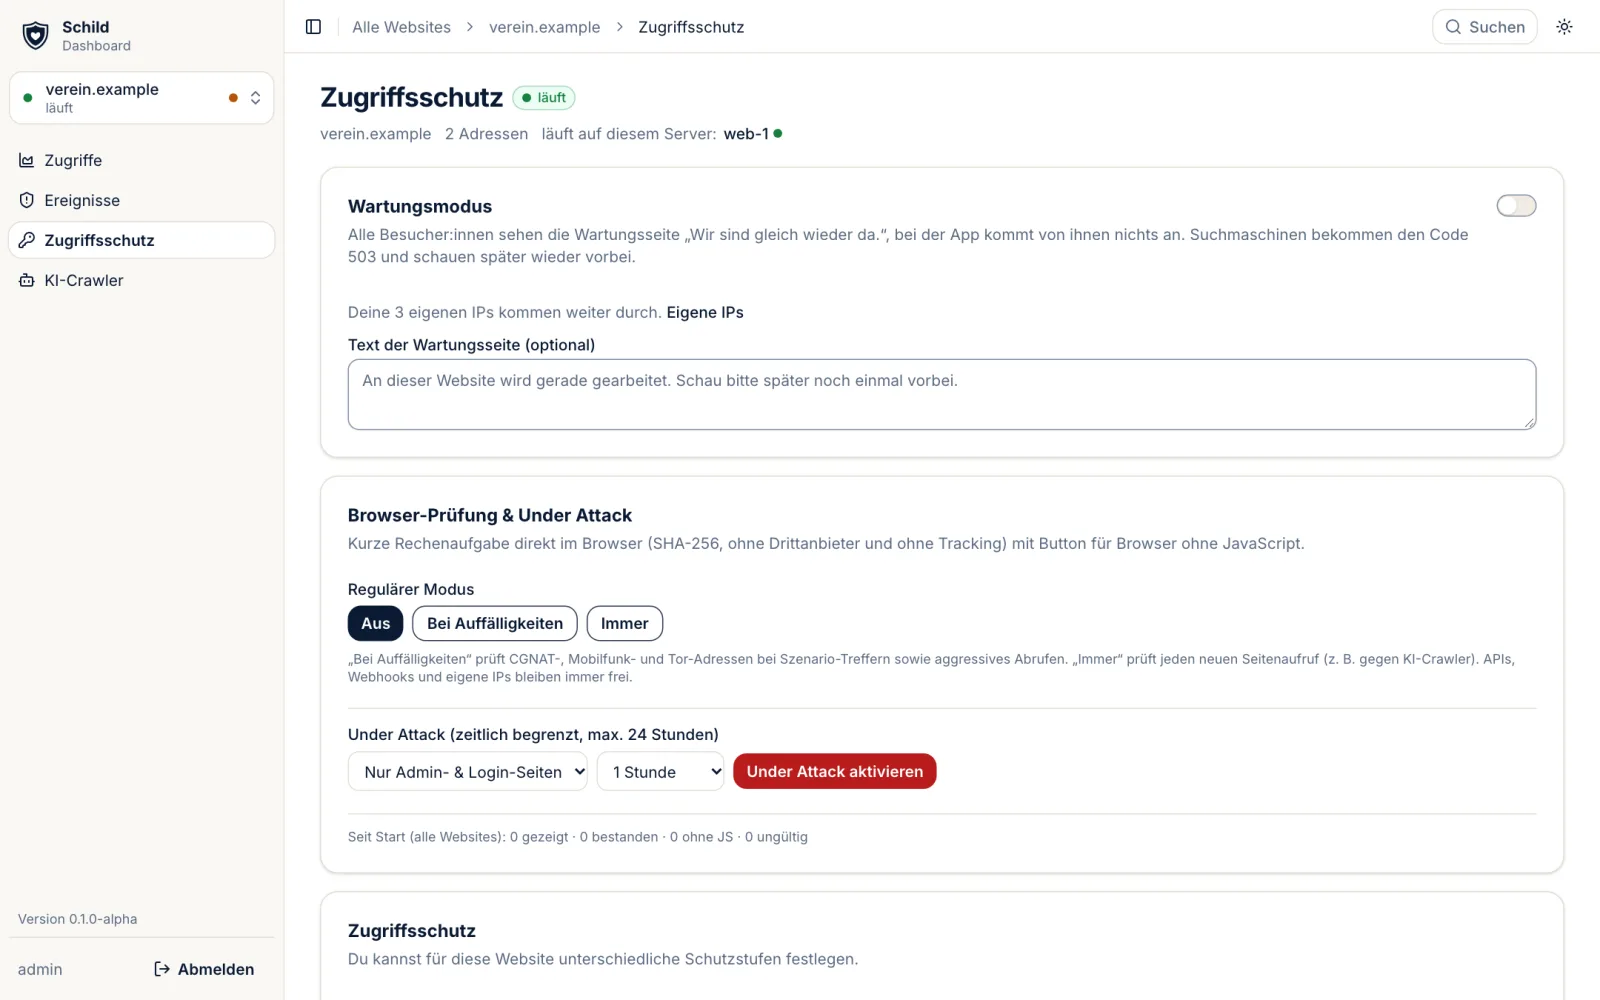 Schild
Dashboard
verein.example
läuft
Zugriffe
Ereignisse
Zugriffsschutz
KI-Crawler
Version 0.1.0-alpha
admin
Abmelden
Alle Websites > verein.example > Zugriffsschutz
Suchen
Zugriffsschutz
läuft
verein.example 2 Adressen läuft auf diesem Server: web-1
Wartungsmodus
Alle Besucher:innen sehen die Wartungsseite „Wir sind gleich wieder da.“, bei der App kommt von ihnen nichts an. Suchmaschinen bekommen den Code
503 und schauen später wieder vorbei.
Deine 3 eigenen IPs kommen weiter durch. Eigene IPs
Text der Wartungsseite (optional)
An dieser Website wird gerade gearbeitet. Schau bitte später noch einmal vorbei.
Browser-Prüfung & Under Attack
Kurze Rechenaufgabe direkt im Browser (SHA-256, ohne Drittanbieter und ohne Tracking) mit Button für Browser ohne JavaScript.
Regulärer Modus
Aus
Bei Auffälligkeiten
Immer
„Bei Auffälligkeiten“ prüft CGNAT-, Mobilfunk- und Tor-Adressen bei Szenario-Treffern sowie aggressives Abrufen. „Immer“ prüft jeden neuen Seitenaufruf (z. B. gegen KI-Crawler). APIs,
Webhooks und eigene IPs bleiben immer frei.
Under Attack (zeitlich begrenzt, max. 24 Stunden)
Nur Admin- & Login-Seiten
1 Stunde
Under Attack aktivieren
Seit Start (alle Websites): 0 gezeigt · 0 bestanden · 0 ohne JS · 0 ungültig
Zugriffsschutz
Du kannst für diese Website unterschiedliche Schutzstufen festlegen.